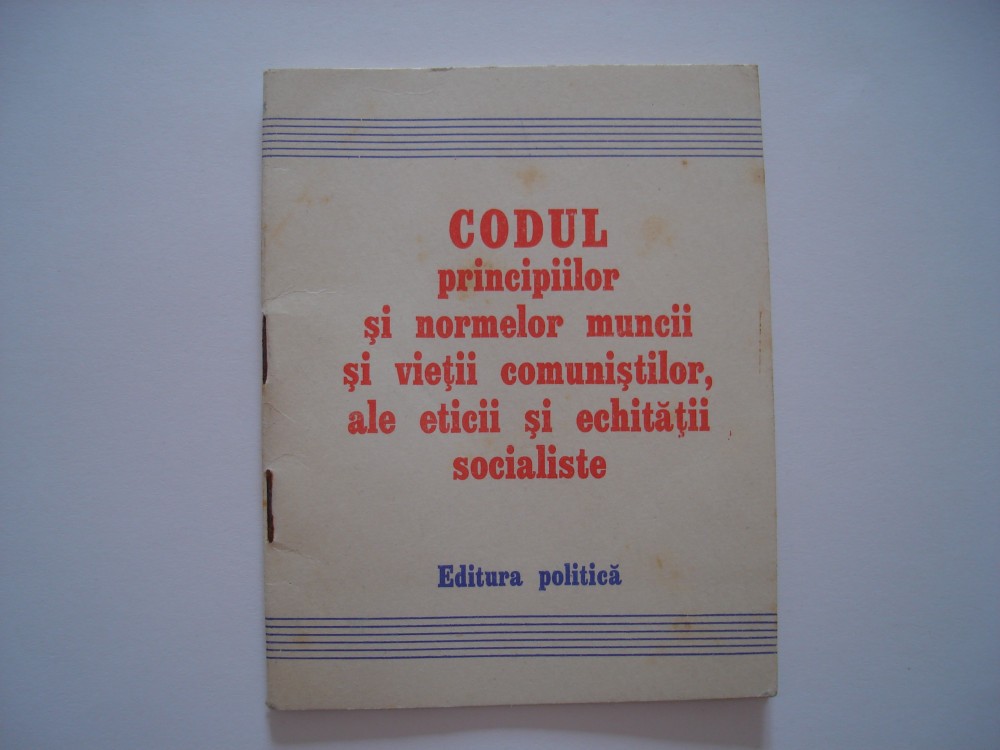 CODUL
principiilor
şi normelor muncii
şi vieţii comuniştilor,
ale eticii şi echităţii
socialiste
Editura politică